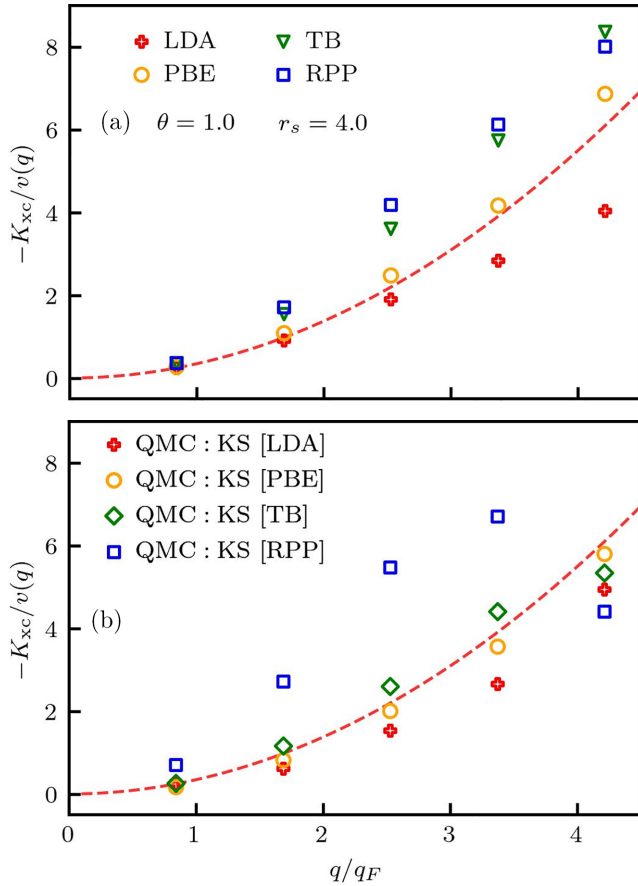 LDA TB
PBE RPP
(a) θ = 1.0 r_s = 4.0
8
6
4
2
0
−K_xc/v(q)
QMC : KS [LDA]
QMC : KS [PBE]
QMC : KS [TB]
QMC : KS [RPP]
(b)
8
6
4
2
0
−K_xc/v(q)
0 1 2 3 4
q/q_F